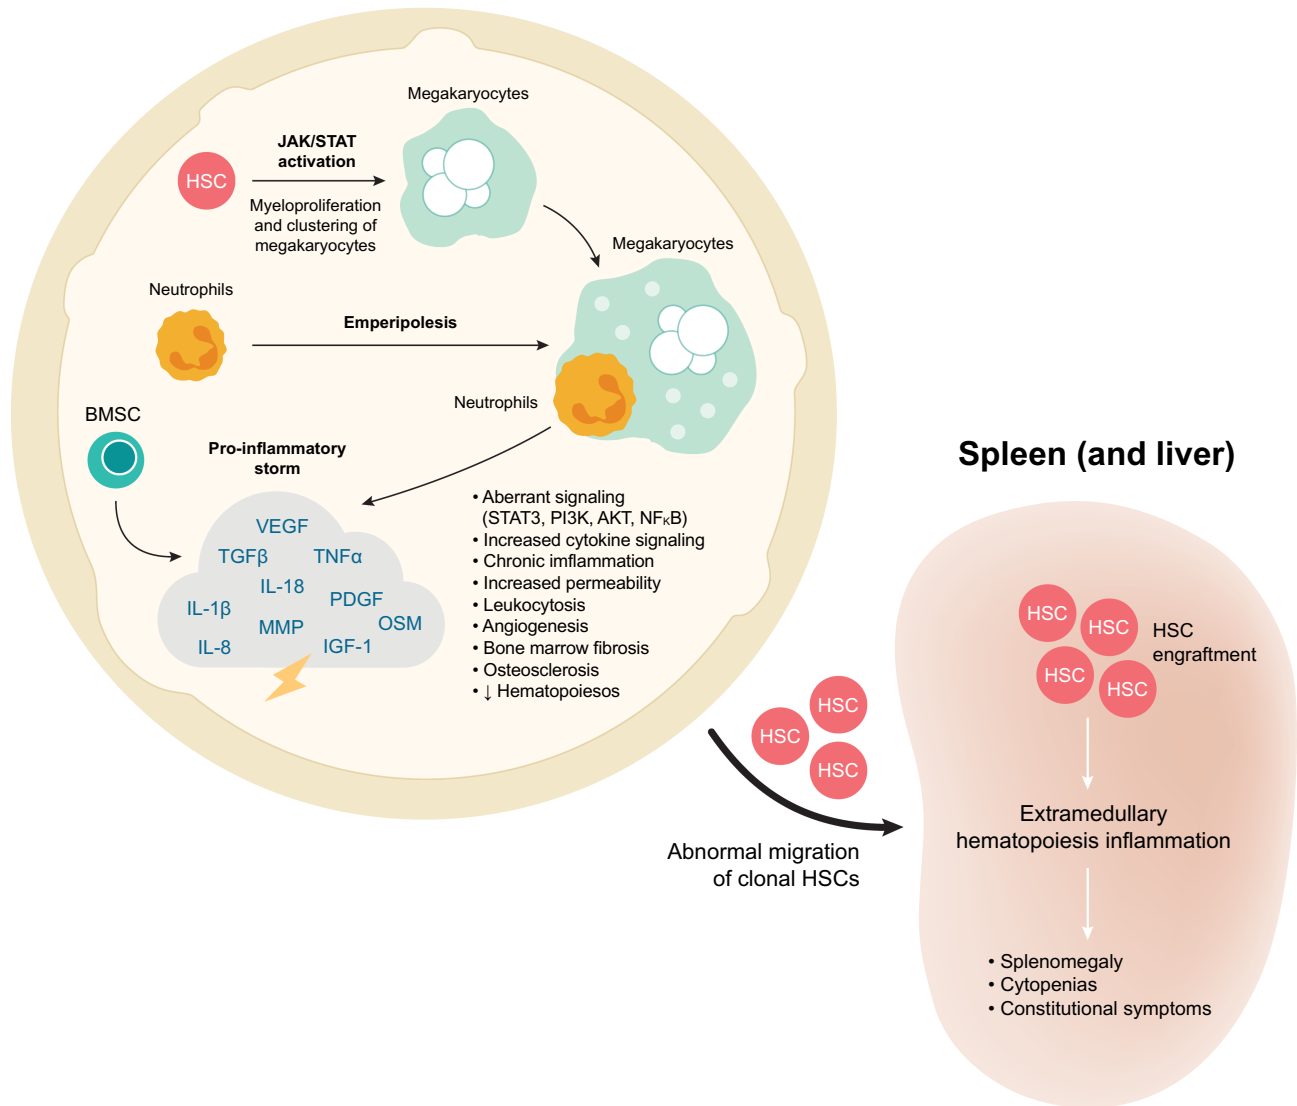 Megakaryocytes
JAK/STAT
activation
HSC
Myeloproliferation
and clustering of
megakaryocytes
Megakaryocytes
Neutrophils
Emperipolesis
Neutrophils
BMSC
Pro-inflammatory
storm
VEGF
TGFβ
TNFα
IL-18
IL-1β
PDGF
MMP
OSM
IL-8
IGF-1
• Aberrant signaling
(STAT3, PI3K, AKT, NFκB)
• Increased cytokine signaling
• Chronic imflammation
• Increased permeability
• Leukocytosis
• Angiogenesis
• Bone marrow fibrosis
• Osteosclerosis
• ↓ Hematopoiesos
HSC
HSC
HSC
Abnormal migration
of clonal HSCs
Spleen (and liver)
HSC
HSC
HSC
HSC
HSC
engraftment
Extramedullary
hematopoiesis inflammation
• Splenomegaly
• Cytopenias
• Constitutional symptoms